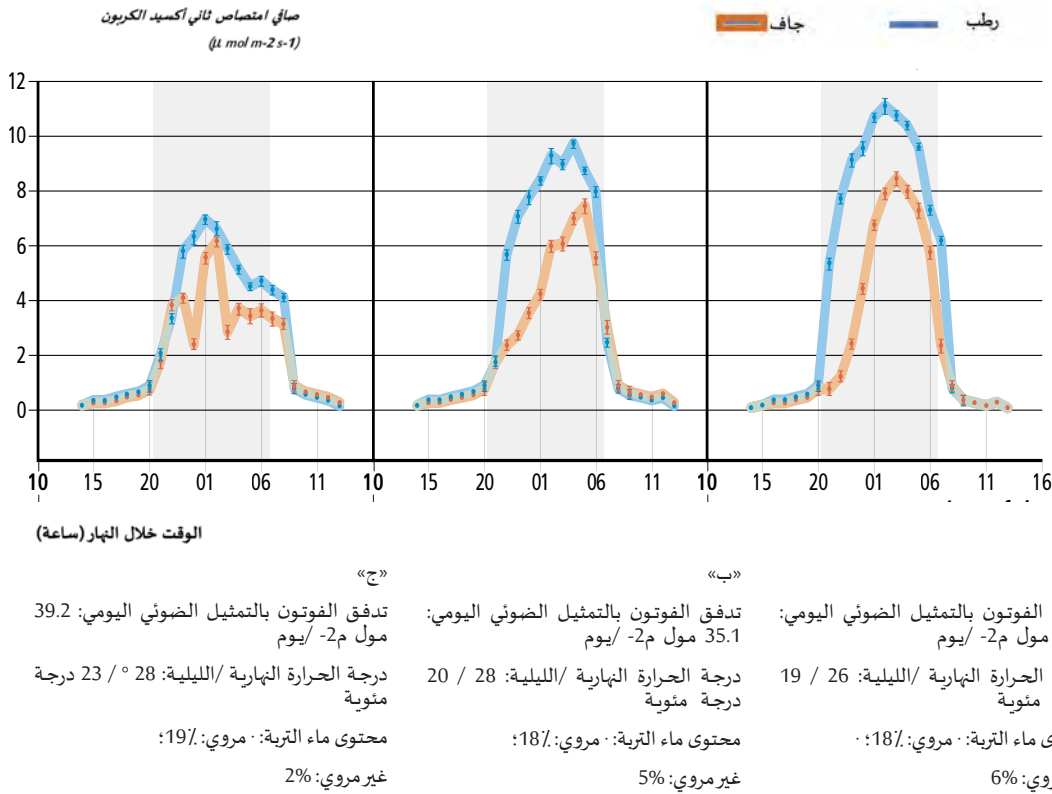 صافي امتصاص ثاني أكسيد الكربون
(µ mol m-2 s-1)
رطب
جاف
12
10
8
6
4
2
0
10 15 20 01 06 11 10 15 20 01 06 11 10 15 20 01 06 11 16
الوقت خلال النهار (ساعة)
الفوتون بالتمثيل الضوئي اليومي:
مول م2- /يوم
الحرارة النهارية /الليلية: 26 / 19
مئوية
ى ماء التربة: · مروي: 18٪؛ ·
روي: 6%
«ب»
تدفق الفوتون بالتمثيل الضوئي اليومي:
35.1 مول م2- /يوم
درجة الحرارة النهارية /الليلية: 28 / 20
درجة مئوية
محتوى ماء التربة: · مروي: 18٪؛
غير مروي: 5%
«ج»
تدفق الفوتون بالتمثيل الضوئي اليومي: 39.2
مول م2- /يوم
درجة الحرارة النهارية /الليلية: 28 ° / 23 درجة
مئوية
محتوى ماء التربة: · مروي: 19٪؛
غير مروي: 2%